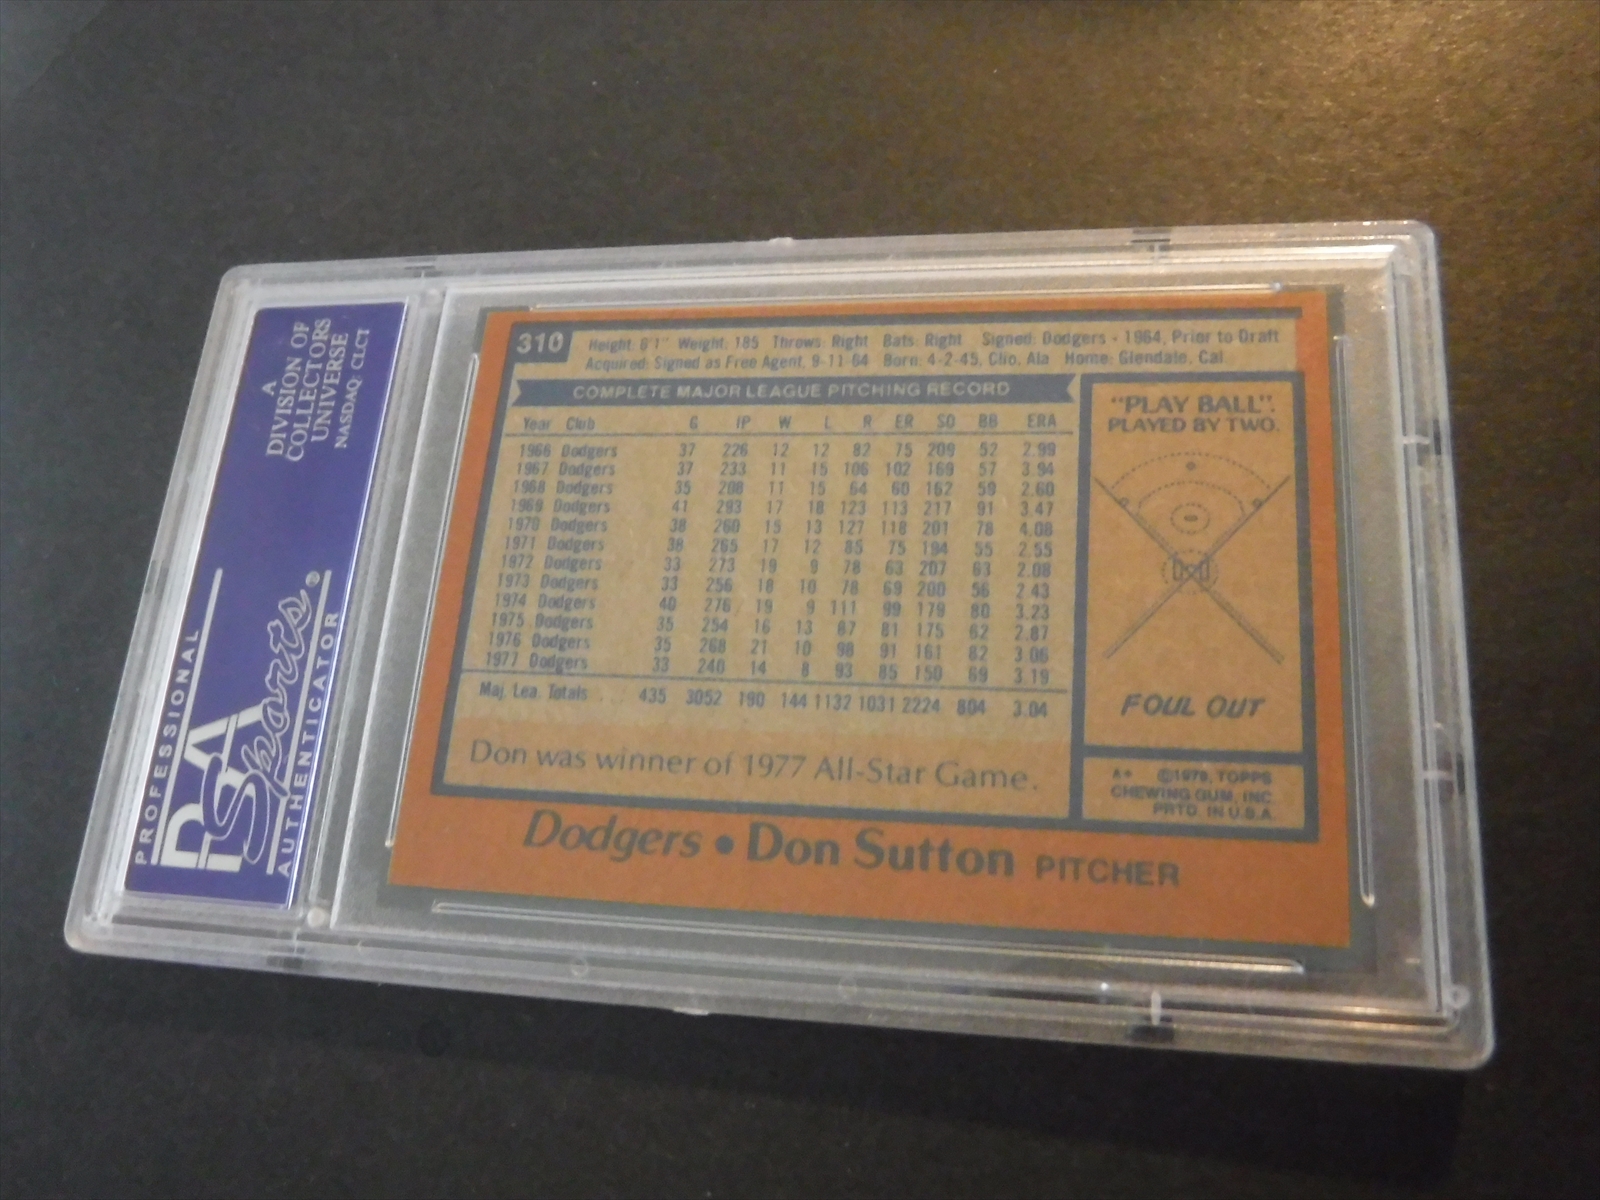 A
DIVISION OF
COLLECTORS
UNIVERSE
NASDAQ: CLCT
PROFESSIONAL
PSA
Sports®
AUTHENTICATOR
310
Height: 6'1" Weight: 185 Throws: Right Bats: Right Signed: Dodgers - 1964, Prior to Draft
Acquired: Signed as Free Agent, 9-11-64 Born: 4-2-45, Clio, Ala Home: Glendale, Cal
COMPLETE MAJOR LEAGUE PITCHING RECORD
Year Club G IP W L R ER SO BB ERA
1966 Dodgers 37 226 12 12 82 75 209 52 2.99
1967 Dodgers 37 233 11 15 106 102 169 57 3.94
1968 Dodgers 35 208 11 15 64 60 162 59 2.60
1969 Dodgers 41 293 17 18 123 113 217 91 3.47
1970 Dodgers 38 260 15 13 127 118 201 78 4.08
1971 Dodgers 38 265 17 12 85 75 194 55 2.55
1972 Dodgers 33 273 19 9 78 63 207 63 2.08
1973 Dodgers 33 256 18 10 78 69 200 56 2.43
1974 Dodgers 40 276 19 9 111 99 179 80 3.23
1975 Dodgers 35 254 16 13 87 81 175 62 2.87
1976 Dodgers 35 268 21 10 98 91 161 82 3.06
1977 Dodgers 33 240 14 8 93 85 150 69 3.19
Maj. Lea. Totals 435 3052 190 144 1132 1031 2224 804 3.04
Don was winner of 1977 All-Star Game.
"PLAY BALL".
PLAYED BY TWO.
FOUL OUT
A* ©1978, TOPPS
CHEWING GUM, INC.
PRTD. IN U.S.A.
Dodgers • Don Sutton PITCHER